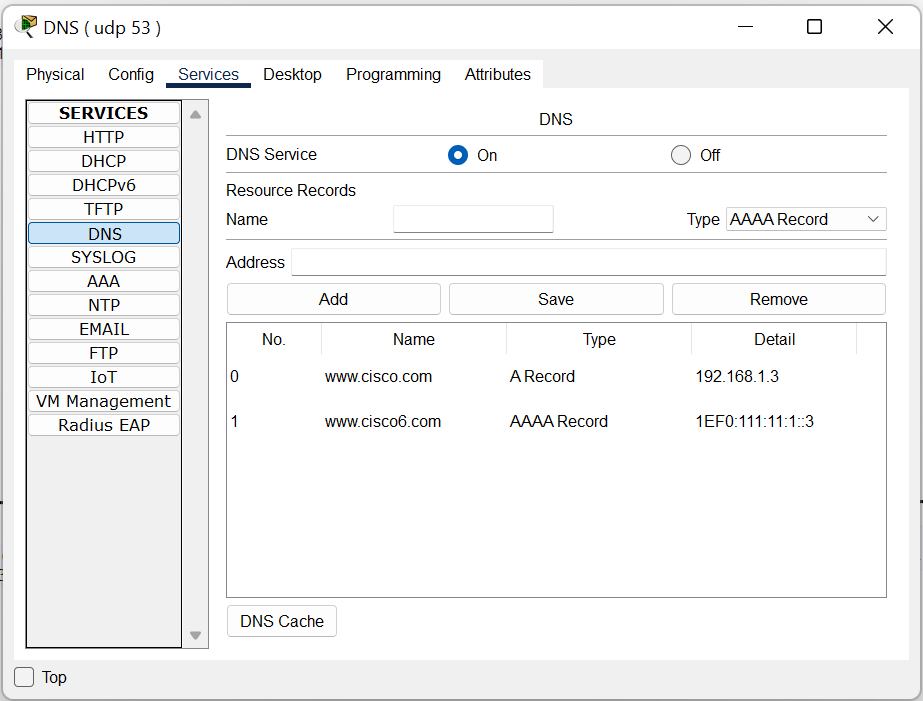 DNS ( udp 53 )
Physical Config Services Desktop Programming Attributes
SERVICES
HTTP
DHCP
DHCPv6
TFTP
DNS
SYSLOG
AAA
NTP
EMAIL
FTP
IoT
VM Management
Radius EAP
DNS
DNS Service On Off
Resource Records
Name Type AAAA Record
Address
Add Save Remove
No. Name Type Detail
0 www.cisco.com A Record 192.168.1.3
1 www.cisco6.com AAAA Record 1EF0:111:11:1::3
DNS Cache
Top